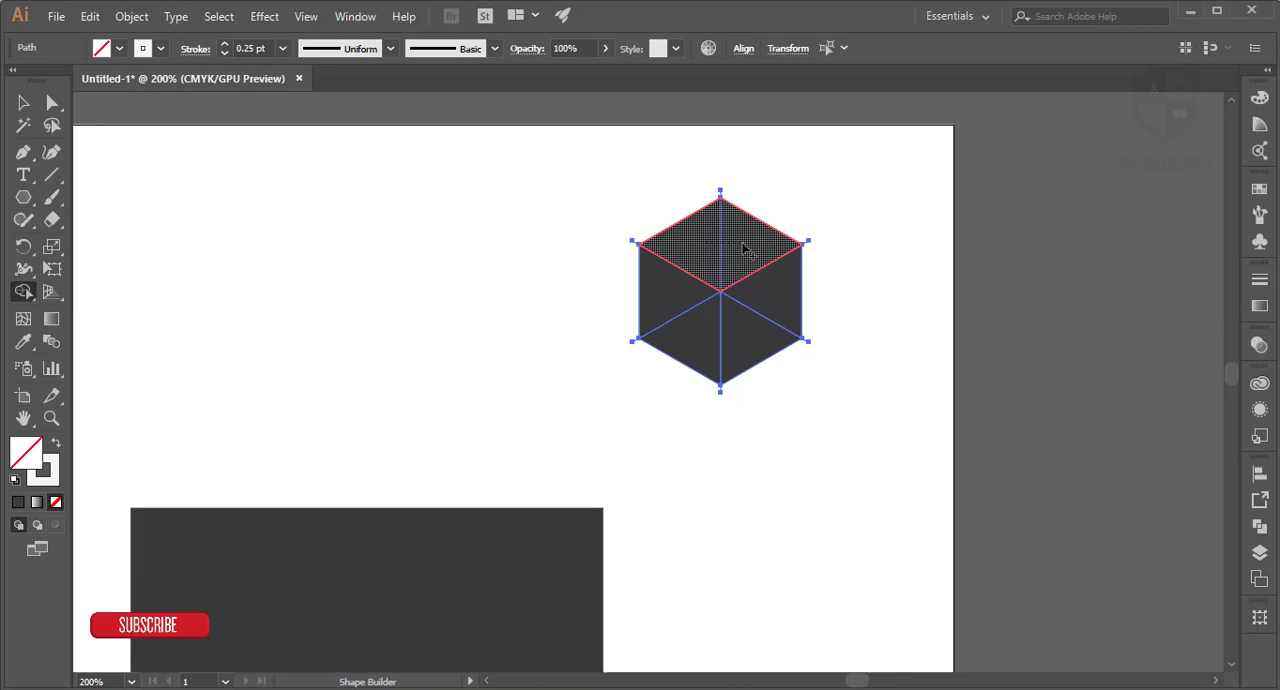 Ai File Edit Object Type Select Effect View Window Help Br St Essentials Search Adobe Help
Path Stroke: 0.25 pt Uniform Basic Opacity: 100% Style: Align Transform
Untitled-1* @ 200% (CMYK/GPU Preview) ×
SUBSCRIBE
200% 1 Shape Builder